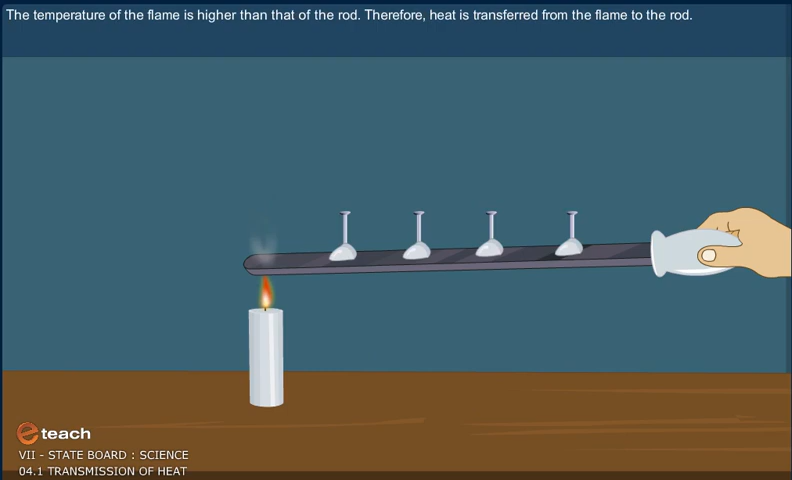 The temperature of the flame is higher than that of the rod. Therefore, heat is transferred from the flame to the rod.
e teach
VII - STATE BOARD : SCIENCE
04.1 TRANSMISSION OF HEAT